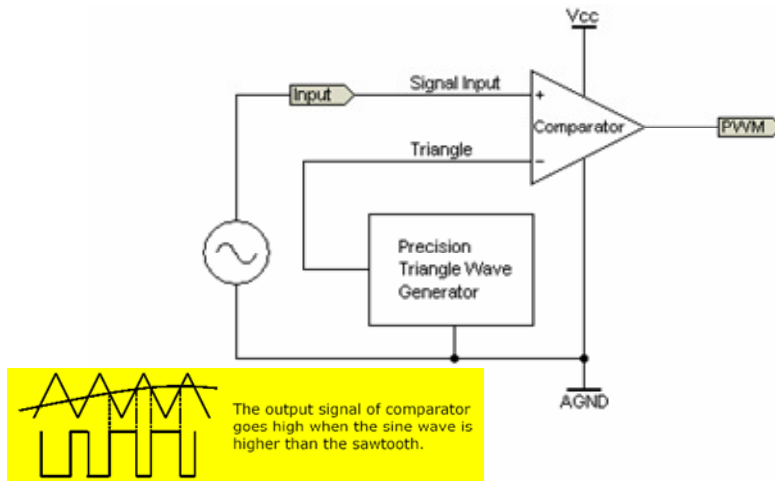 Vcc
Input
Signal Input
+
Comparator
PWM
Triangle
−
Precision
Triangle Wave
Generator
AGND
The output signal of comparator
goes high when the sine wave is
higher than the sawtooth.